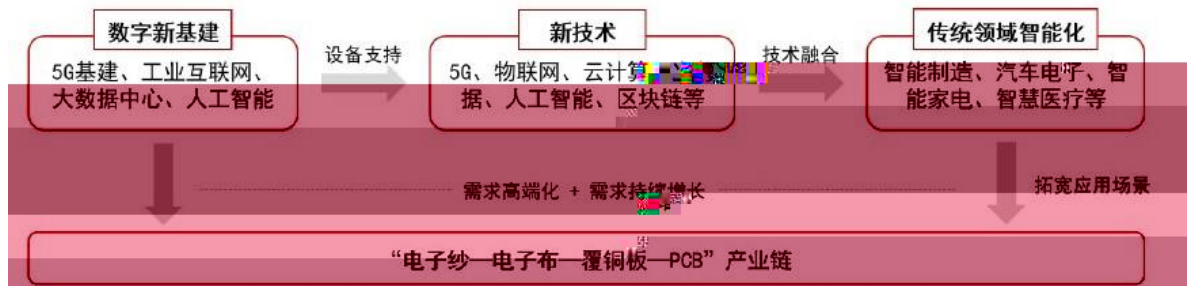 数字新基建
5G基建、工业互联网、
大数据中心、人工智能
设备支持
新技术
5G、物联网、云计算
据、人工智能、区块链等
技术融合
传统领域智能化
智能制造、汽车电子、智
能家电、智慧医疗等
需求高端化 + 需求持续增长
拓宽应用场景
“电子纱—电子布—覆铜板—PCB”产业链